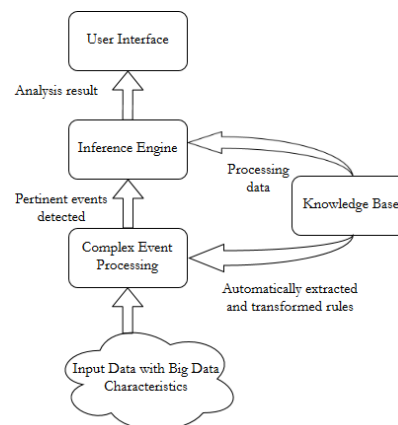 User Interface
Analysis result
Inference Engine
Processing
data
Pertinent events
detected
Knowledge Base
Complex Event
Processing
Automatically extracted
and transformed rules
Input Data with Big Data
Characteristics